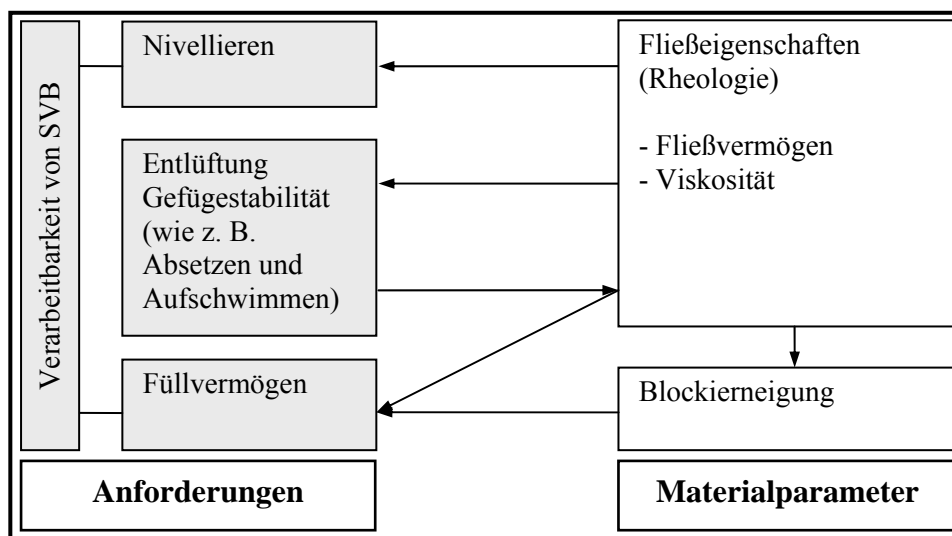 Verarbeitbarkeit von SVB
Nivellieren
Entlüftung
Gefügestabilität
(wie z. B.
Absetzen und
Aufschwimmen)
Füllvermögen
Anforderungen
Fließeigenschaften
(Rheologie)
- Fließvermögen
- Viskosität
Blockierneigung
Materialparameter